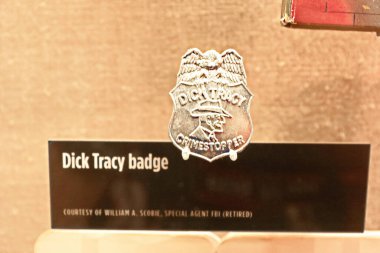 DICK TRACY
CRIMESTOPPER
Dick Tracy badge
COURTESY OF WILLIAM A. SCOBIE, SPECIAL AGENT FBI (RETIRED)